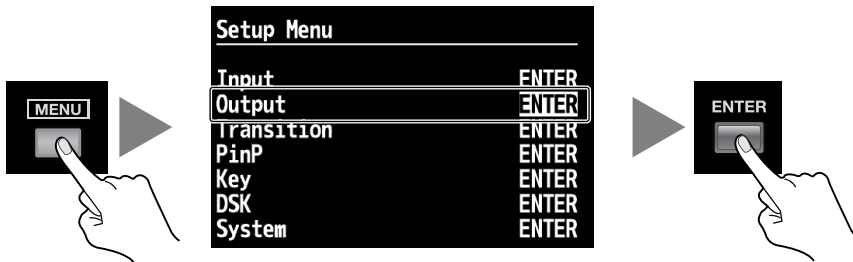 MENU
Setup Menu
Input ENTER
Output ENTER
Transition ENTER
PinP ENTER
Key ENTER
DSK ENTER
System ENTER
ENTER